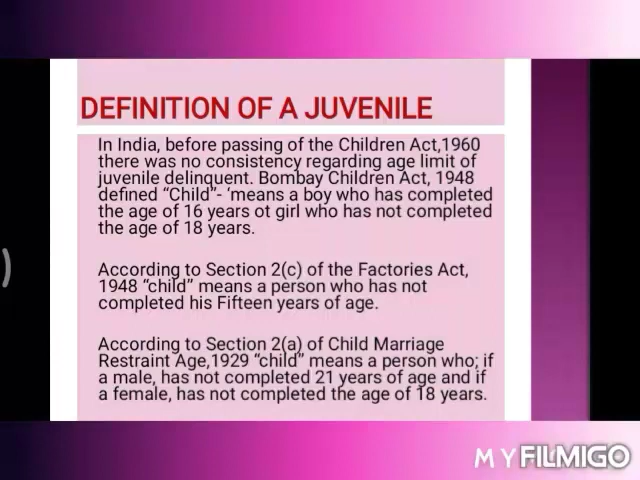 DEFINITION OF A JUVENILE
In India, before passing of the Children Act,1960
there was no consistency regarding age limit of
juvenile delinquent. Bombay Children Act, 1948
defined “Child”- ‘means a boy who has completed
the age of 16 years ot girl who has not completed
the age of 18 years.
According to Section 2(c) of the Factories Act,
1948 “child” means a person who has not
completed his Fifteen years of age.
According to Section 2(a) of Child Marriage
Restraint Age,1929 “child” means a person who; if
a male, has not completed 21 years of age and if
a female, has not completed the age of 18 years.
FILMIGO